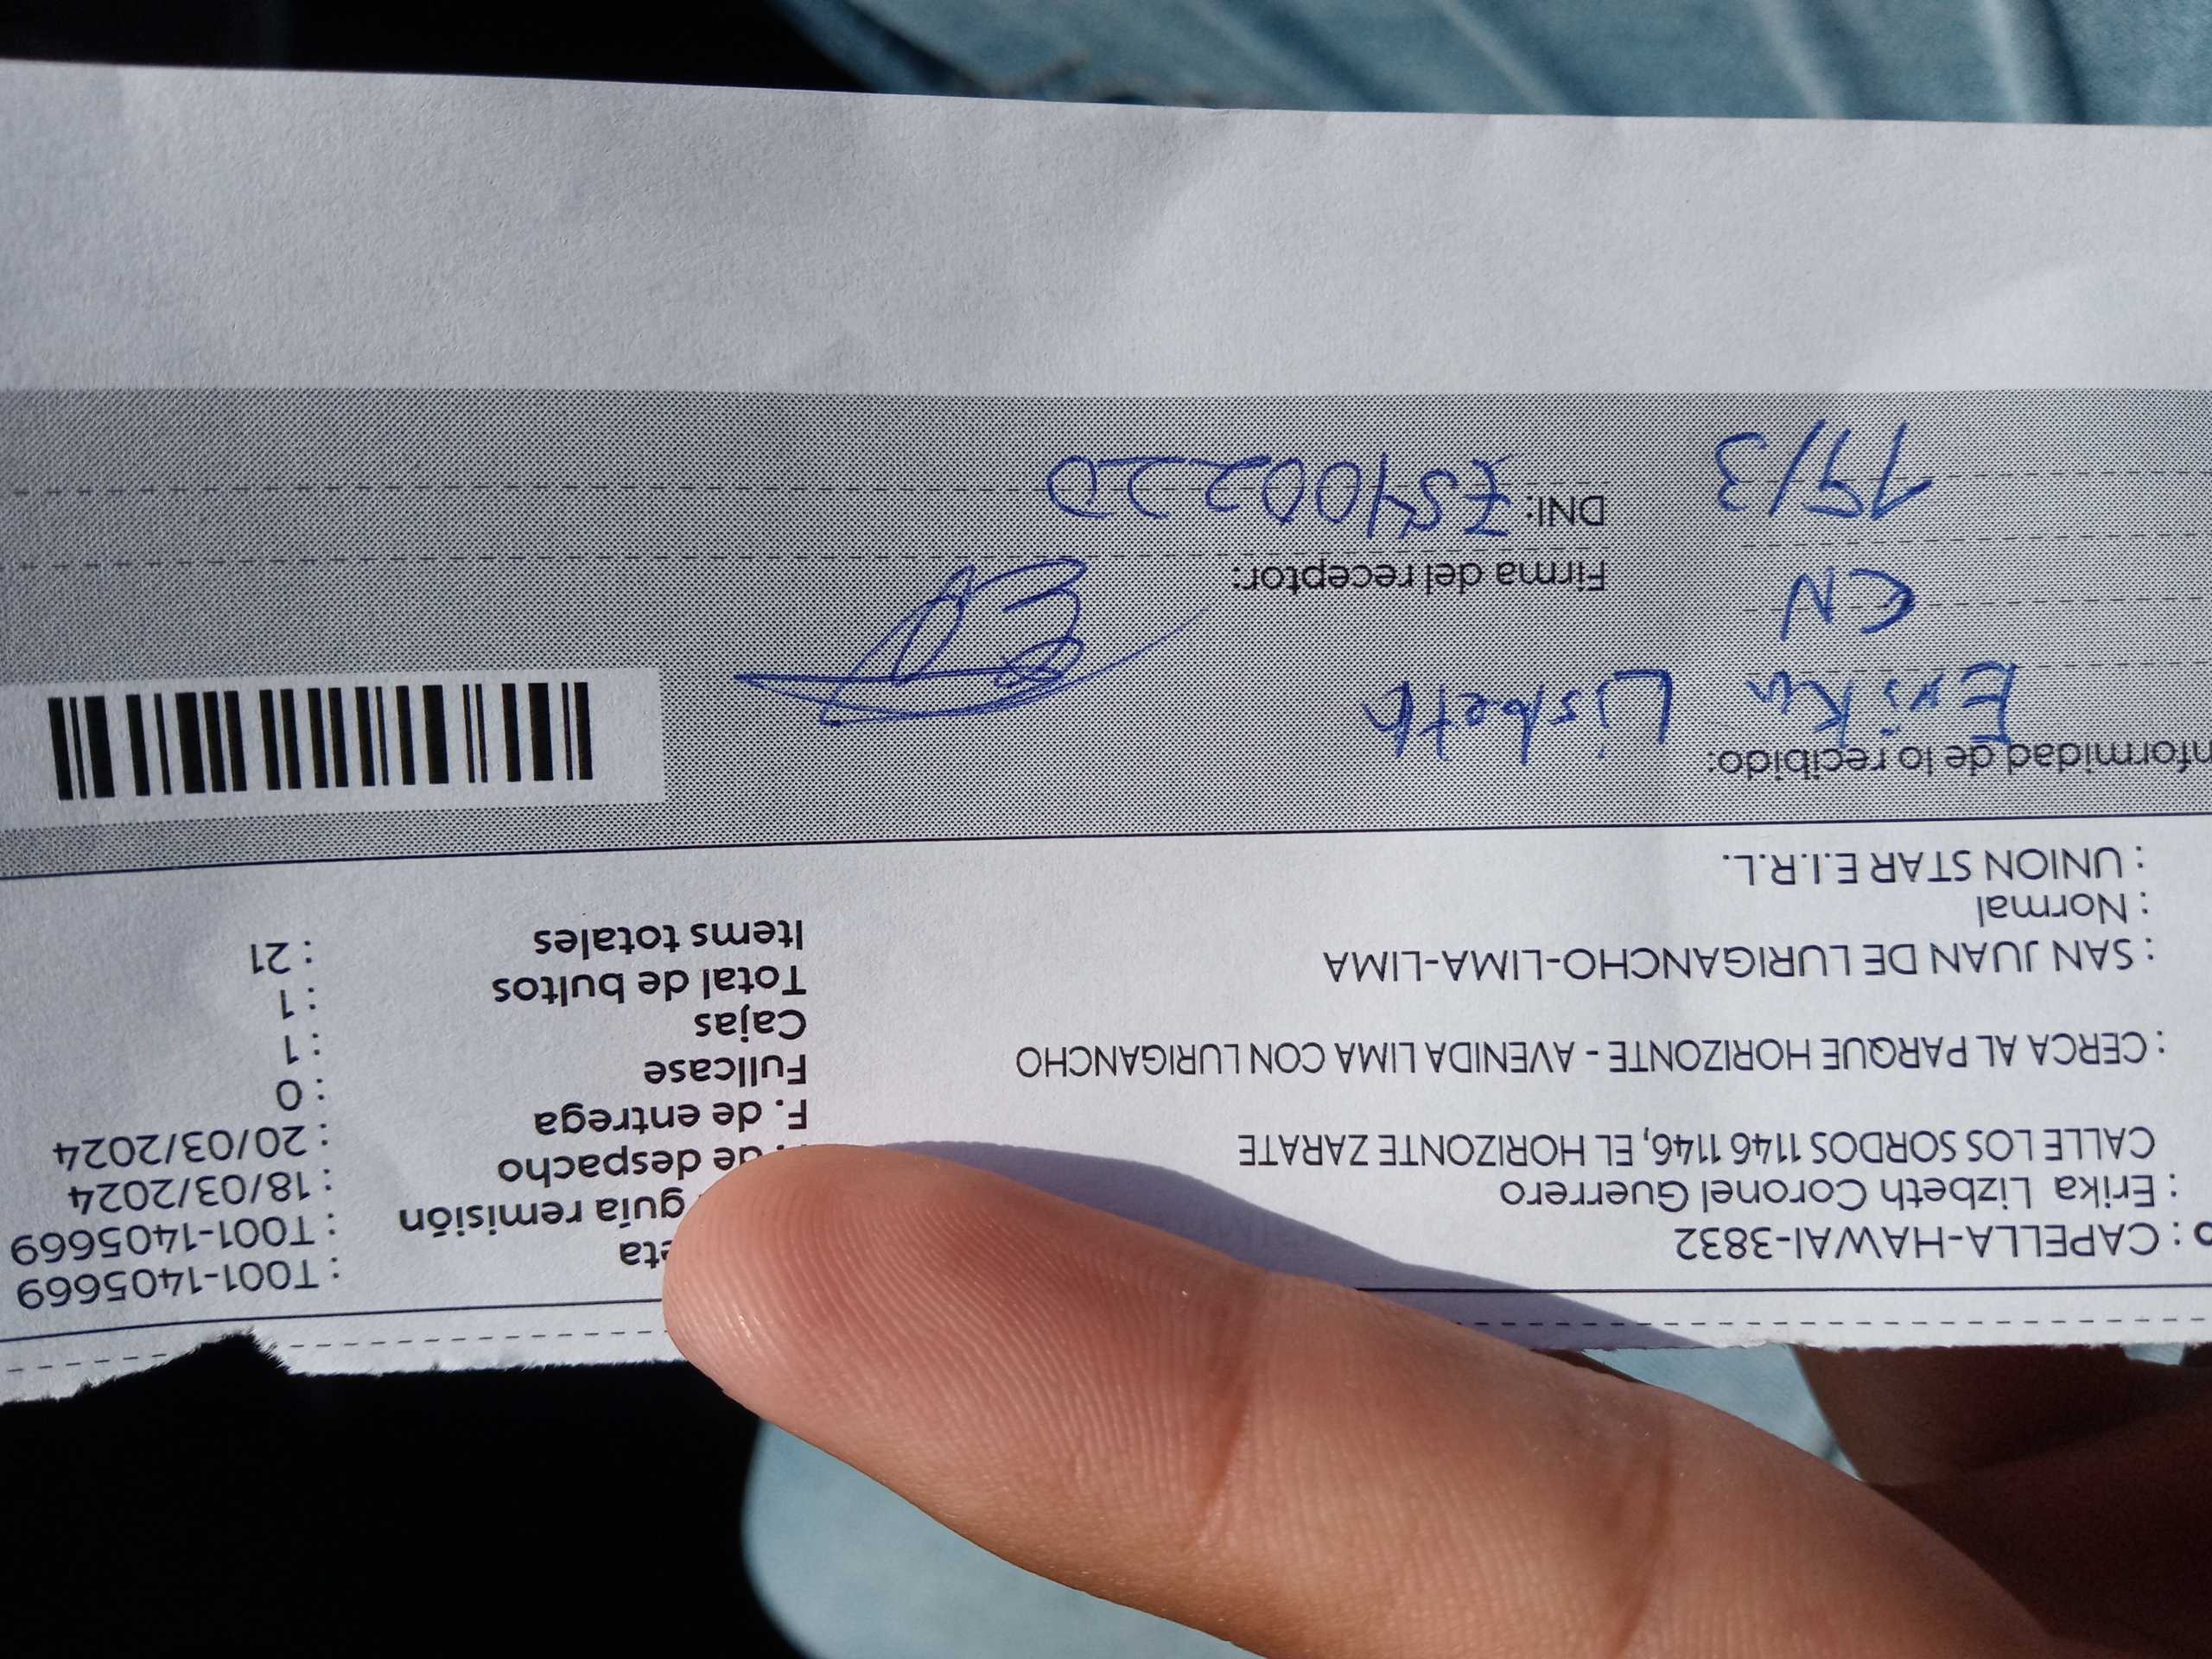 : CAPELLA-HAWAI-3832
: Erika Lizbeth Coronel Guerrero
CALLE LOS SORDOS 1146 1146, EL HORIZONTE ZARATE
: CERCA AL PARQUE HORIZONTE - AVENIDA LIMA CON LURIGANCHO
: SAN JUAN DE LURIGANCHO-LIMA-LIMA
: Normal
: UNION STAR E.I.R.L.
eta : T001-1405669
guía remisión : T001-1405669
de despacho : 18/03/2024
F. de entrega : 20/03/2024
Fullcase : 0
Cajas : 1
Total de bultos : 1
Items totales : 21
nformidad de lo recibido:
Erika Lisbeth
CN
19/3
Firma del receptor:
DNI: 75400220